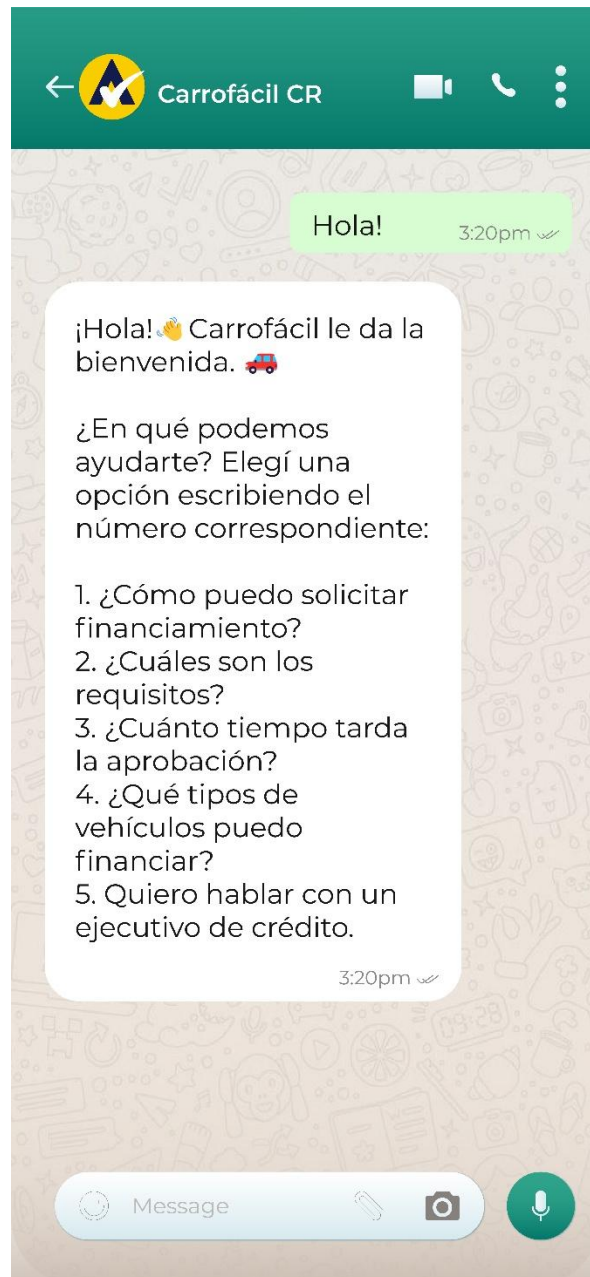 Carrofácil CR
Hola!
3:20pm
¡Hola!👋 Carrofácil le da la
bienvenida. 🚗
¿En qué podemos
ayudarte? Elegí una
opción escribiendo el
número correspondiente:
1. ¿Cómo puedo solicitar
financiamiento?
2. ¿Cuáles son los
requisitos?
3. ¿Cuánto tiempo tarda
la aprobación?
4. ¿Qué tipos de
vehículos puedo
financiar?
5. Quiero hablar con un
ejecutivo de crédito.
3:20pm
Message